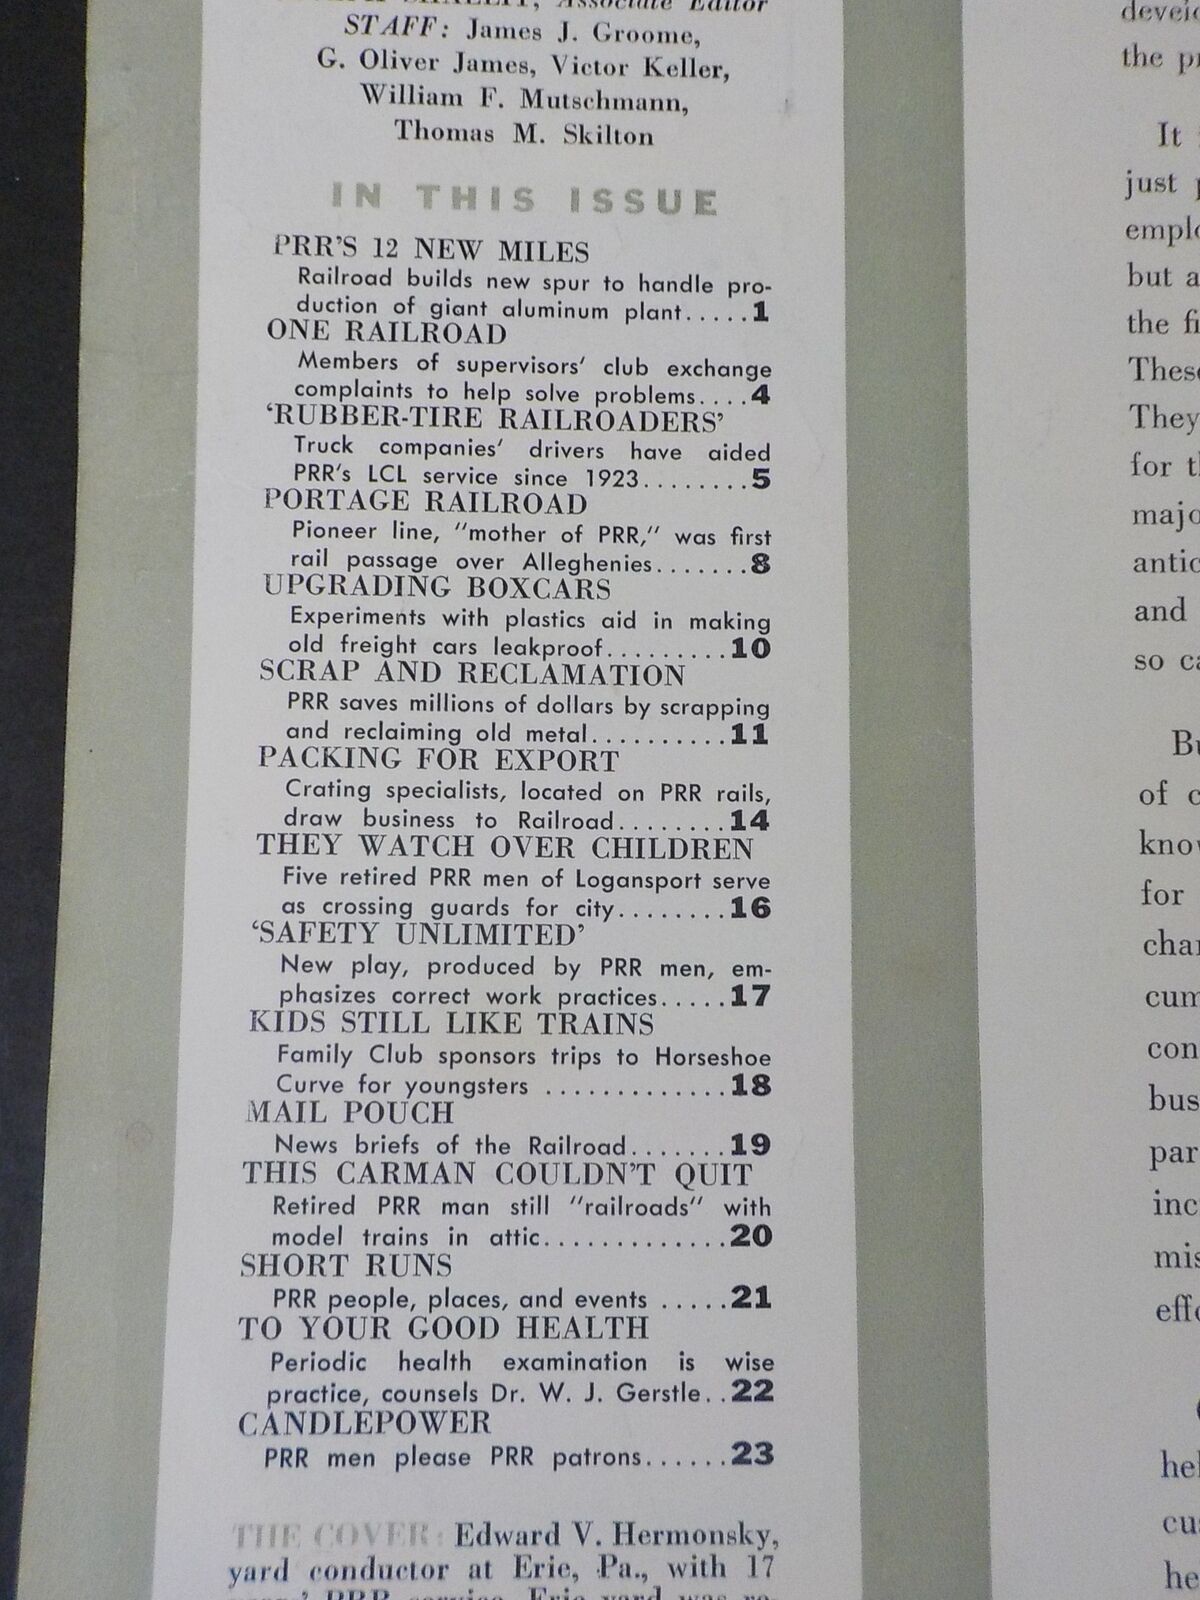 Associate Editor
STAFF: James J. Groome,
G. Oliver James, Victor Keller,
William F. Mutschmann,
Thomas M. Skilton
IN THIS ISSUE
PRR'S 12 NEW MILES
Railroad builds new spur to handle pro-
duction of giant aluminum plant.....1
ONE RAILROAD
Members of supervisors' club exchange
complaints to help solve problems....4
'RUBBER-TIRE RAILROADERS'
Truck companies' drivers have aided
PRR's LCL service since 1923........5
PORTAGE RAILROAD
Pioneer line, "mother of PRR," was first
rail passage over Alleghenies.......8
UPGRADING BOXCARS
Experiments with plastics aid in making
old freight cars leakproof.........10
SCRAP AND RECLAMATION
PRR saves millions of dollars by scrapping
and reclaiming old metal..........11
PACKING FOR EXPORT
Crating specialists, located on PRR rails,
draw business to Railroad........14
THEY WATCH OVER CHILDREN
Five retired PRR men of Logansport serve
as crossing guards for city........16
'SAFETY UNLIMITED'
New play, produced by PRR men, em-
phasizes correct work practices.....17
KIDS STILL LIKE TRAINS
Family Club sponsors trips to Horseshoe
Curve for youngsters .............18
MAIL POUCH
News briefs of the Railroad.......19
THIS CARMAN COULDN'T QUIT
Retired PRR man still "railroads" with
model trains in attic.............20
SHORT RUNS
PRR people, places, and events .....21
TO YOUR GOOD HEALTH
Periodic health examination is wise
practice, counsels Dr. W. J. Gerstle..22
CANDLEPOWER
PRR men please PRR patrons......23
THE COVER: Edward V. Hermonsky,
yard conductor at Erie, Pa., with 17
PRR service. Erie yard was re-
the
It
just
but a
the
These
They
for
and
so
of
for